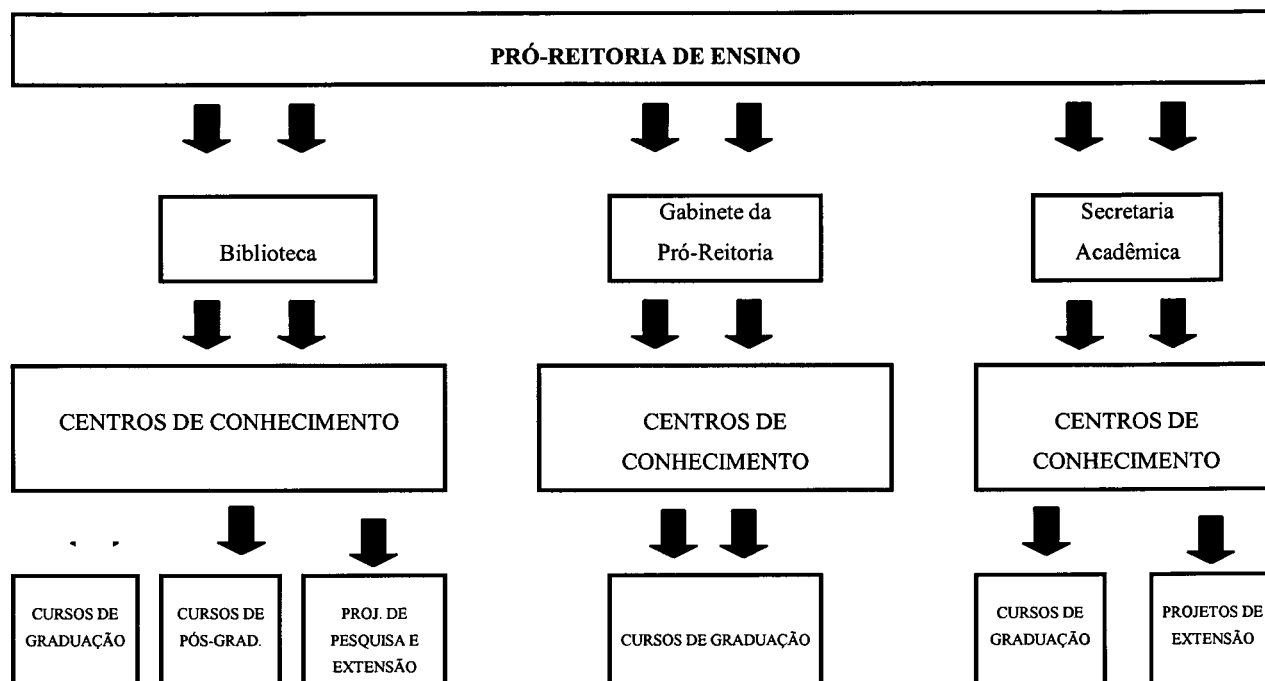 PRÓ-REITORIA DE ENSINO
Biblioteca
Gabinete da
Pró-Reitoria
Secretaria
Acadêmica
CENTROS DE CONHECIMENTO
CENTROS DE
CONHECIMENTO
CENTROS DE
CONHECIMENTO
CURSOS DE
GRADUAÇÃO
CURSOS DE
PÓS-GRAD.
PROJ. DE
PESQUISA E
EXTENSÃO
CURSOS DE GRADUAÇÃO
CURSOS DE
GRADUAÇÃO
PROJETOS DE
EXTENSÃO